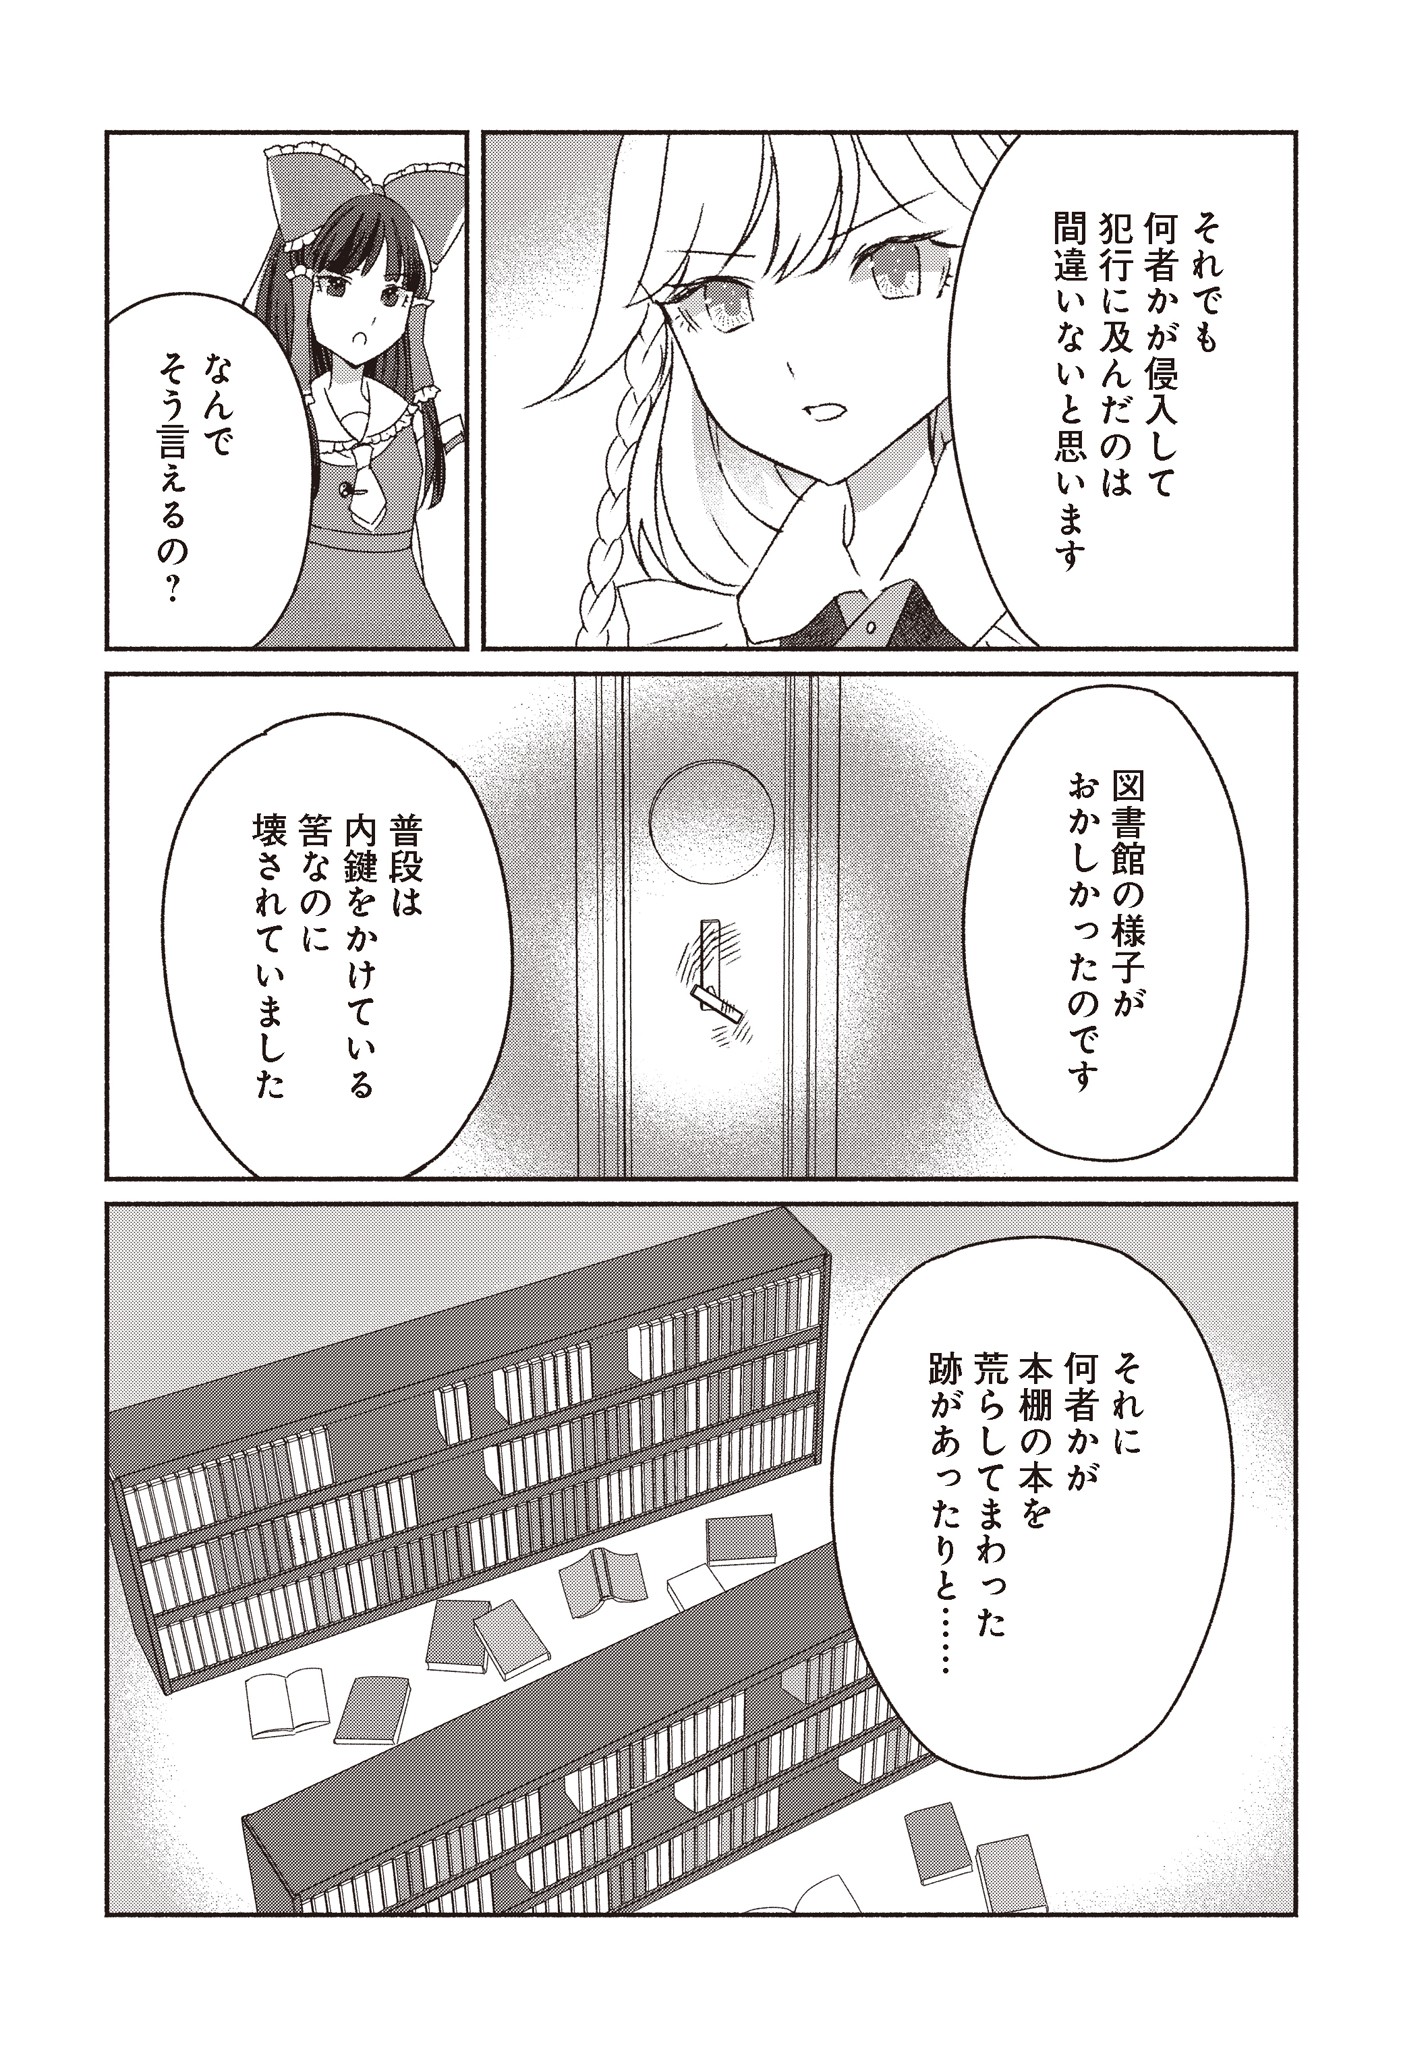 それでも
何者かが侵入して
犯行に及んだのは
間違いないと思います
なんで
そう言えるの?
図書館の様子が
おかしかったのです
普段は
内鍵をかけている
筈なのに
壊されていました
それに
何者かが
本棚の本を
荒らしてまわった
跡があったりと……